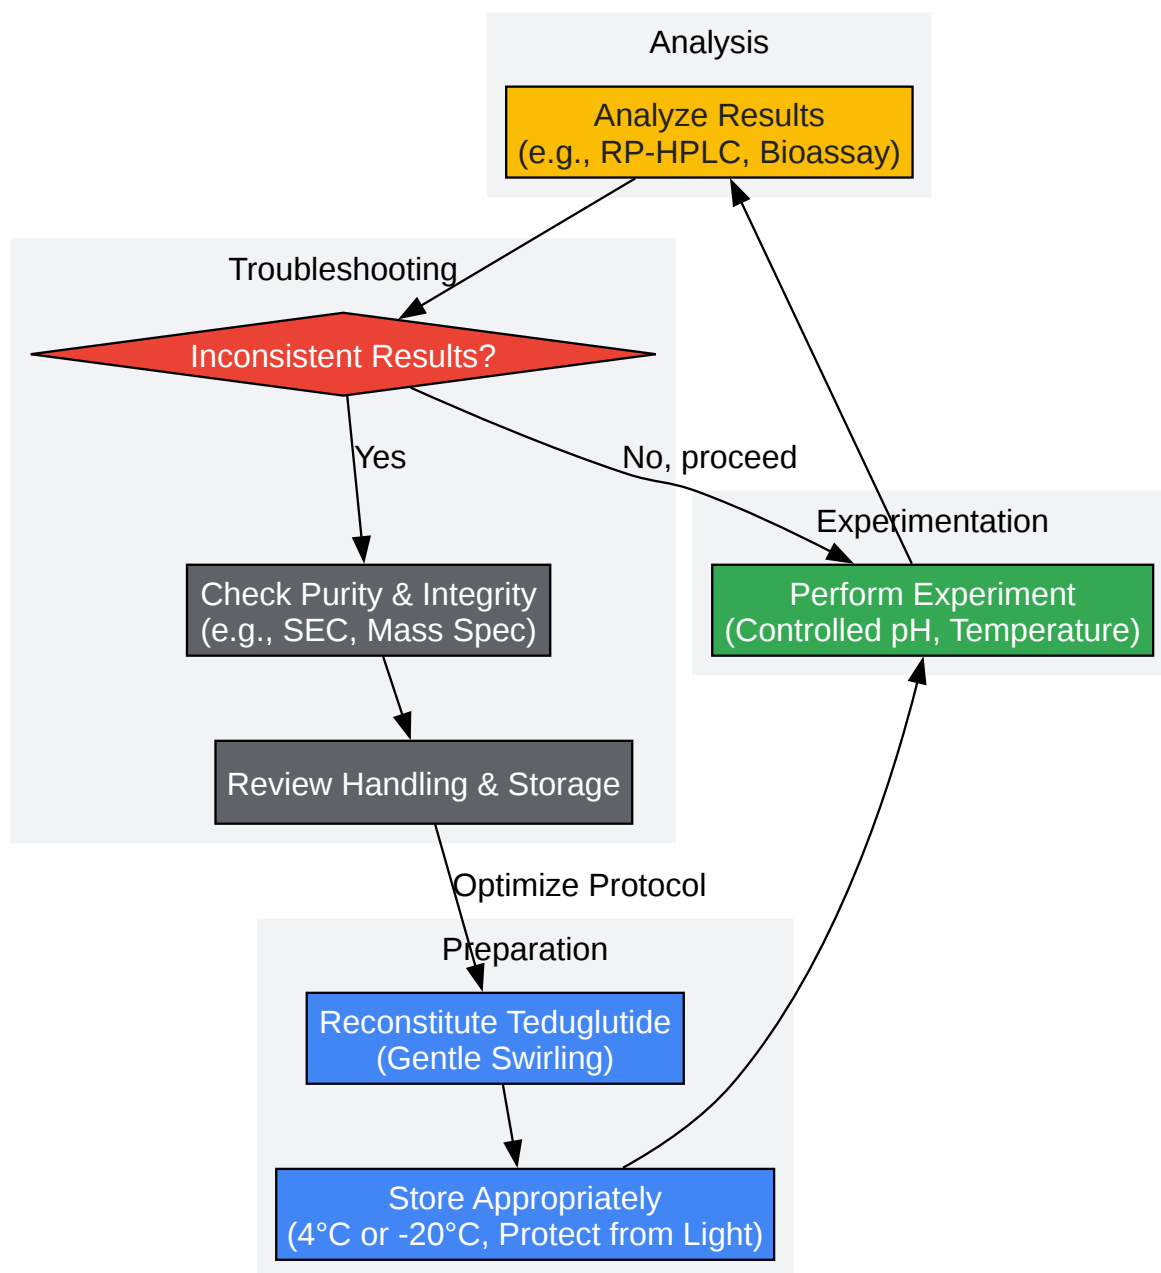 Analysis
Analyze Results
(e.g., RP-HPLC, Bioassay)
Troubleshooting
Inconsistent Results?
Yes
No, proceed
Experimentation
Perform Experiment
(Controlled pH, Temperature)
Check Purity & Integrity
(e.g., SEC, Mass Spec)
Review Handling & Storage
Optimize Protocol
Preparation
Reconstitute Teduglutide
(Gentle Swirling)
Store Appropriately
(4°C or -20°C, Protect from Light)